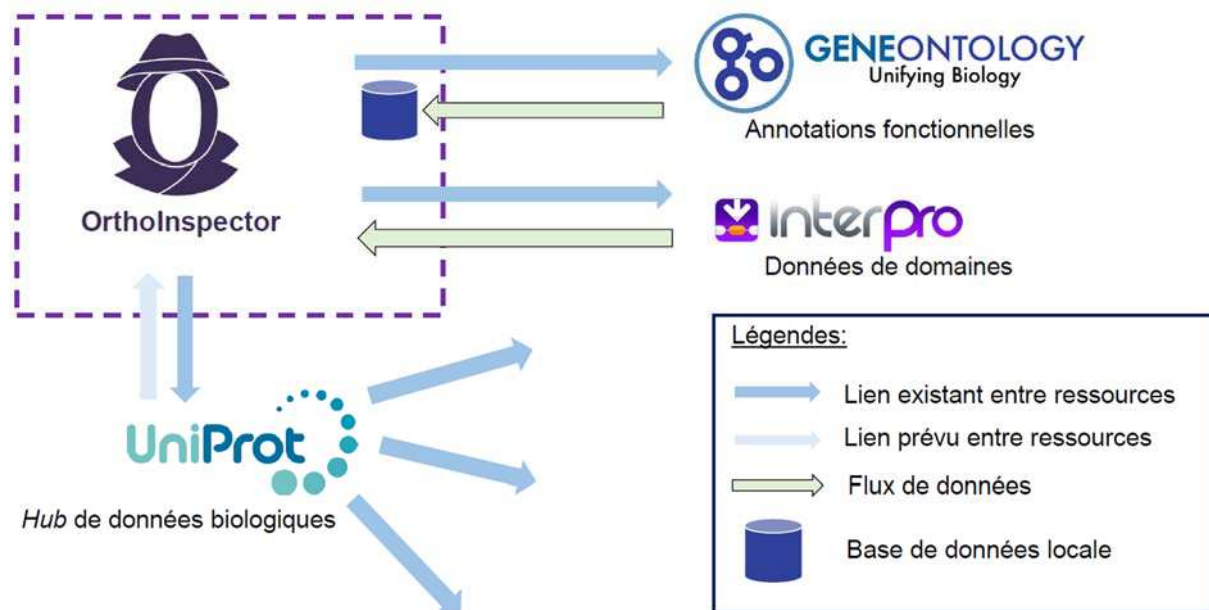 GENEONTOLOGY
Unifying Biology
Annotations fonctionnelles
OrthoInspector
InterPro
Données de domaines
UniProt
Hub de données biologiques
Légendes:
Lien existant entre ressources
Lien prévu entre ressources
Flux de données
Base de données locale